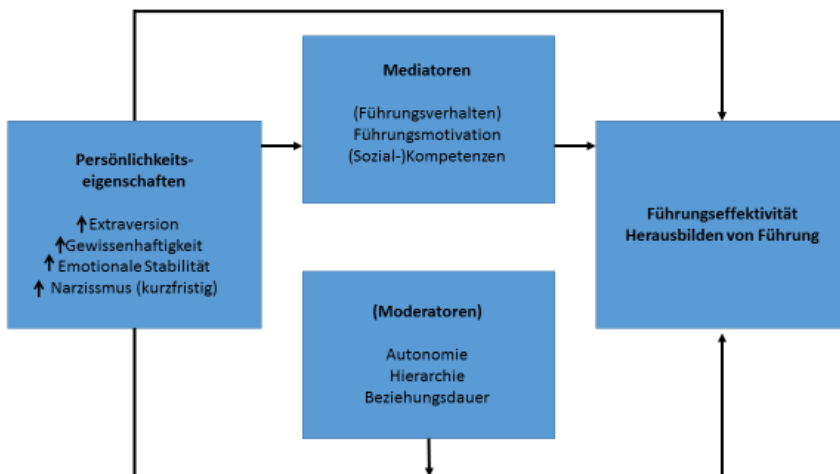 Mediatoren
(Führungsverhalten)
Führungsmotivation
(Sozial-)Kompetenzen
Persönlichkeits-
eigenschaften
Extraversion
Gewissenhaftigkeit
Emotionale Stabilität
Narzissmus (kurzfristig)
Führungseffektivität
Herausbilden von Führung
(Moderatoren)
Autonomie
Hierarchie
Beziehungsdauer